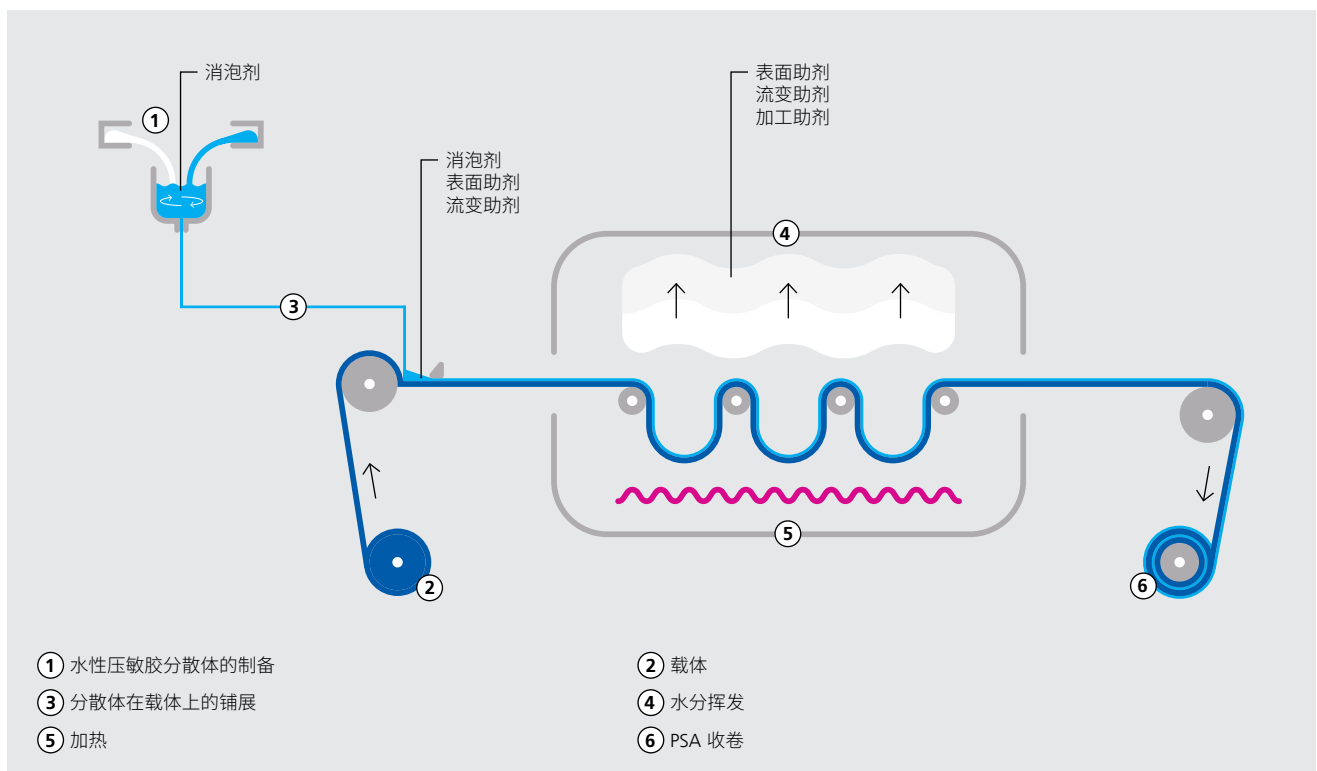 消泡剂
①
表面助剂
流变助剂
加工助剂
消泡剂
表面助剂
流变助剂
④
③
⑤
②
⑥
① 水性压敏胶分散体的制备
② 载体
③ 分散体在载体上的铺展
④ 水分挥发
⑤ 加热
⑥ PSA 收卷